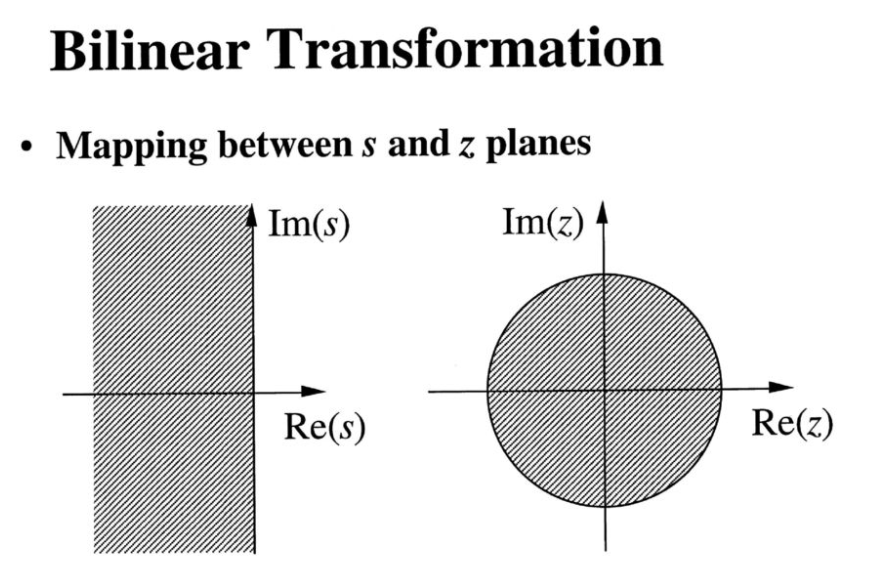 Bilinear Transformation
• Mapping between s and z planes
Im(s)
Im(z)
Re(s)
Re(z)